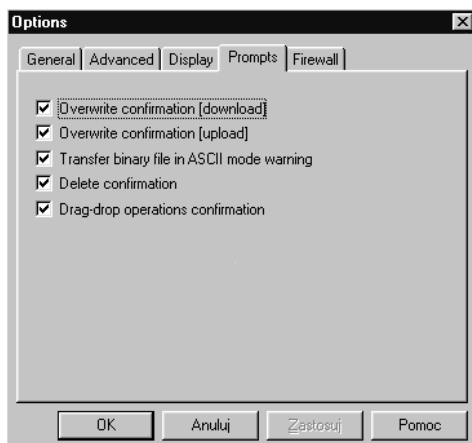 Options
General Advanced Display Prompts Firewall
Overwrite confirmation [download]
Overwrite confirmation [upload]
Transfer binary file in ASCII mode warning
Delete confirmation
Drag-drop operations confirmation
OK Anuluj Zastosuj Pomoc